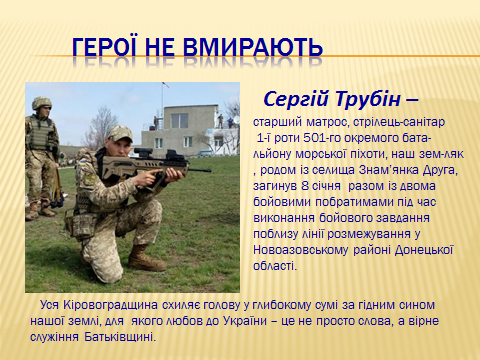 ГЕРОЇ НЕ ВМИРАЮТЬ
Сергій Трубін –
старший матрос, стрілець-санітар
1-ї роти 501-го окремого бата-
льйону морської піхоти, наш зем-ляк
, родом із селища Знам’янка Друга,
загинув 8 січня разом із двома
бойовими побратимами під час
виконання бойового завдання
поблизу лінії розмежування у
Новоазовському районі Донецької
області.
Уся Кіровоградщина схиляє голову у глибокому сумі за гідним сином
нашої землі, для якого любов до України – це не просто слова, а вірне
служіння Батьківщині.